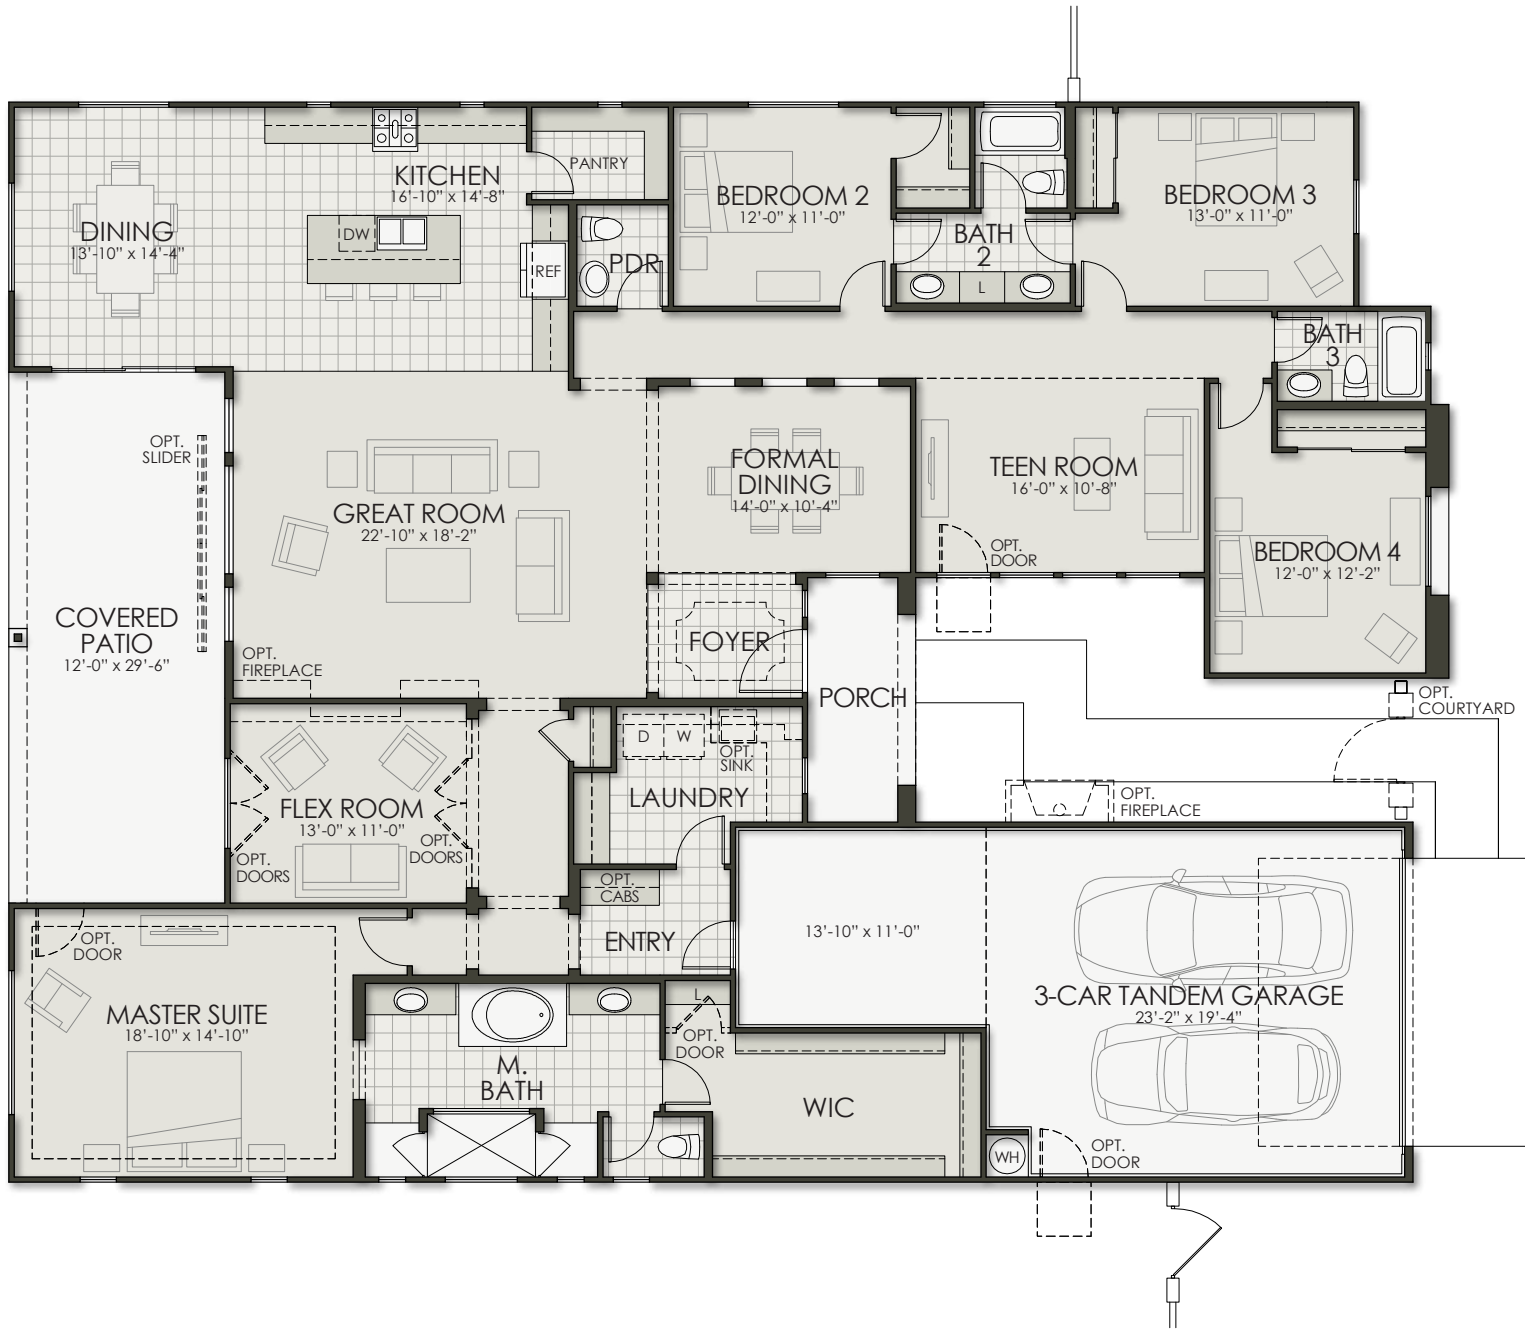 KITCHEN
16'-10" x 14'-8"
PANTRY
DINING
13'-10" x 14'-4"
DW
REF
PDR
BEDROOM 2
12'-0" x 11'-0"
BATH
2
L
BEDROOM 3
13'-0" x 11'-0"
BATH
3
OPT.
SLIDER
GREAT ROOM
22'-10" x 18'-2"
FORMAL
DINING
14'-0" x 10'-4"
TEEN ROOM
16'-0" x 10'-8"
OPT.
DOOR
BEDROOM 4
12'-0" x 12'-2"
COVERED
PATIO
12'-0" x 29'-6"
OPT.
FIREPLACE
FOYER
PORCH
OPT.
COURTYARD
D
W
OPT.
SINK
LAUNDRY
FLEX ROOM
13'-0" x 11'-0"
OPT.
DOORS
OPT.
DOORS
OPT.
FIREPLACE
OPT.
CABS
ENTRY
13'-10" x 11'-0"
OPT.
DOOR
MASTER SUITE
18'-10" x 14'-10"
L
OPT.
DOOR
3-CAR TANDEM GARAGE
23'-2" x 19'-4"
M.
BATH
WIC
WH
OPT.
DOOR